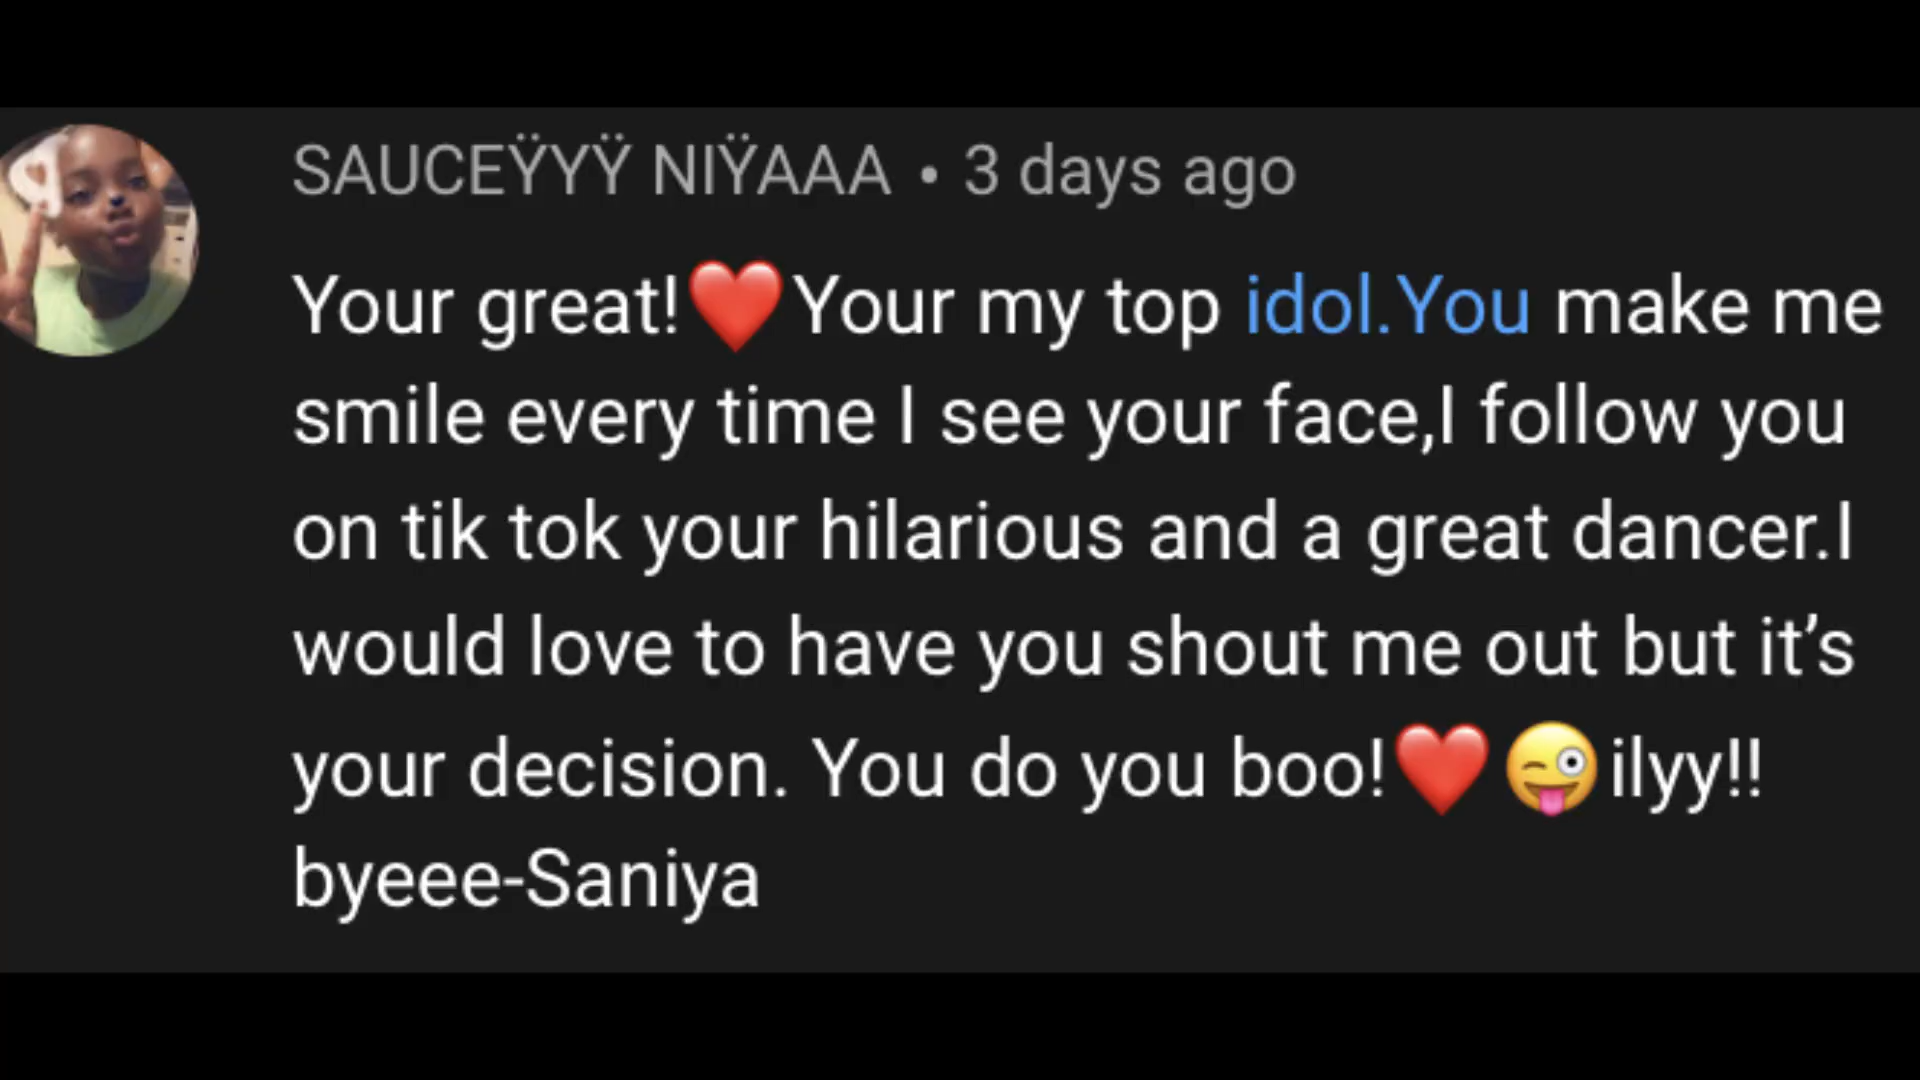 SAUCEŸYŸ NIŸAAA • 3 days ago
Your great!❤️Your my top idol.You make me
smile every time I see your face,I follow you
on tik tok your hilarious and a great dancer.I
would love to have you shout me out but it’s
your decision. You do you boo!❤️😜ilyy!!
byeee-Saniya